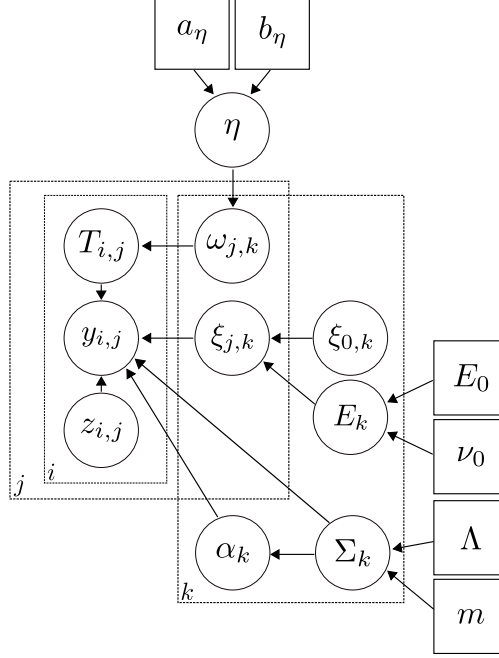 a_η b_η
η
T_{i,j} ω_{j,k}
y_{i,j} ξ_{j,k} ξ_{0,k}
E_0
E_k
z_{i,j} ν_0
i
j
α_k Σ_k Λ
k m